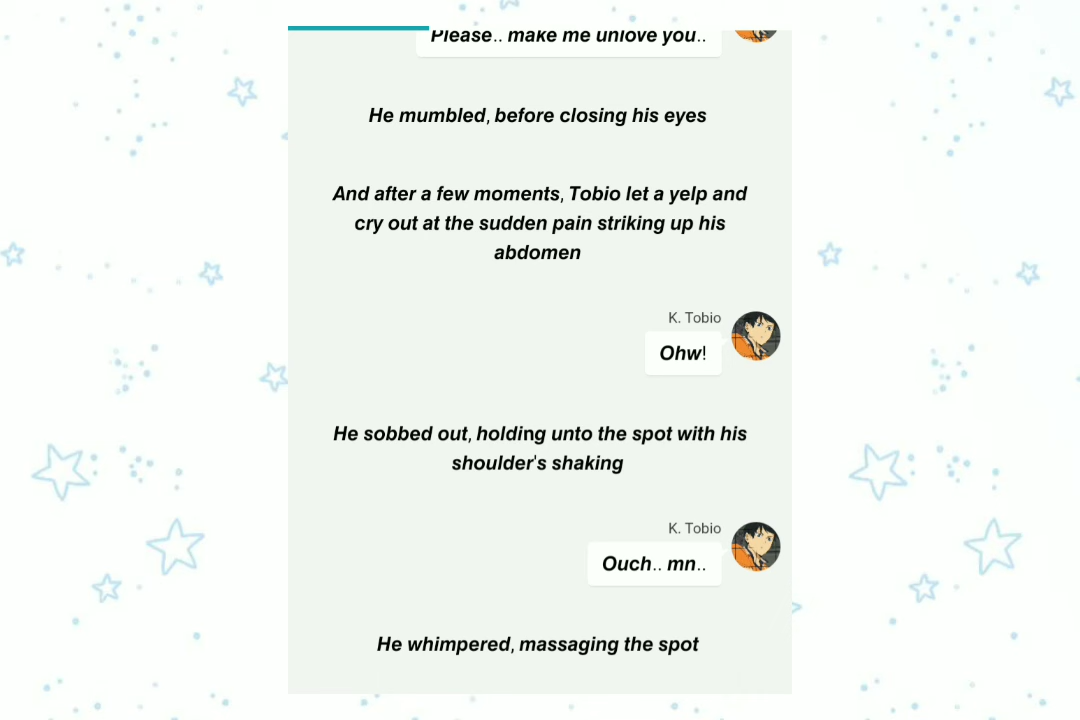 Please.. make me unlove you..
He mumbled, before closing his eyes
And after a few moments, Tobio let a yelp and
cry out at the sudden pain striking up his
abdomen
K. Tobio
Ohw!
He sobbed out, holding unto the spot with his
shoulder's shaking
K. Tobio
Ouch.. mn..
He whimpered, massaging the spot